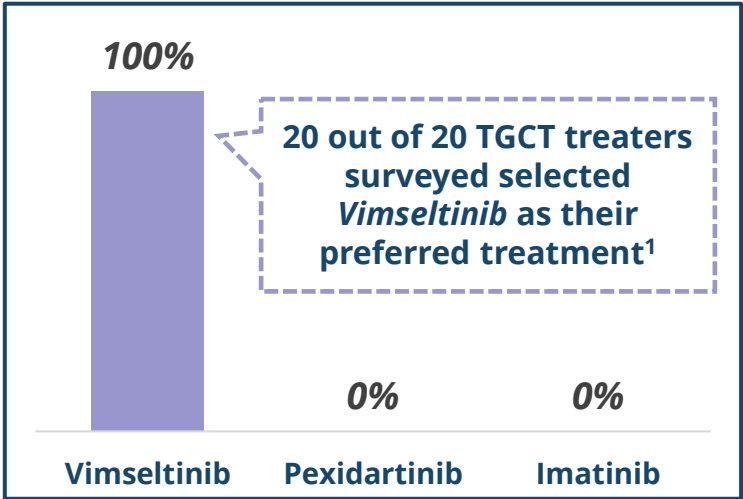 100%
20 out of 20 TGCT treaters
surveyed selected
Vimseltinib as their
preferred treatment¹
0%
0%
Vimseltinib
Pexidartinib
Imatinib